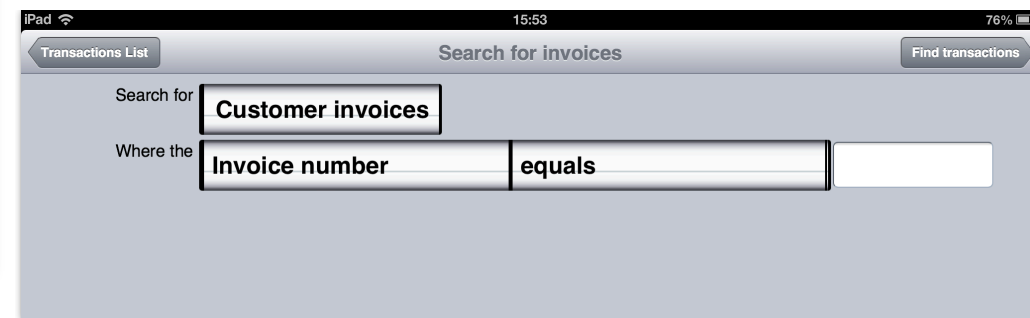 iPad 15:53 76%
Transactions List Search for invoices Find transactions
Search for Customer invoices
Where the Invoice number equals